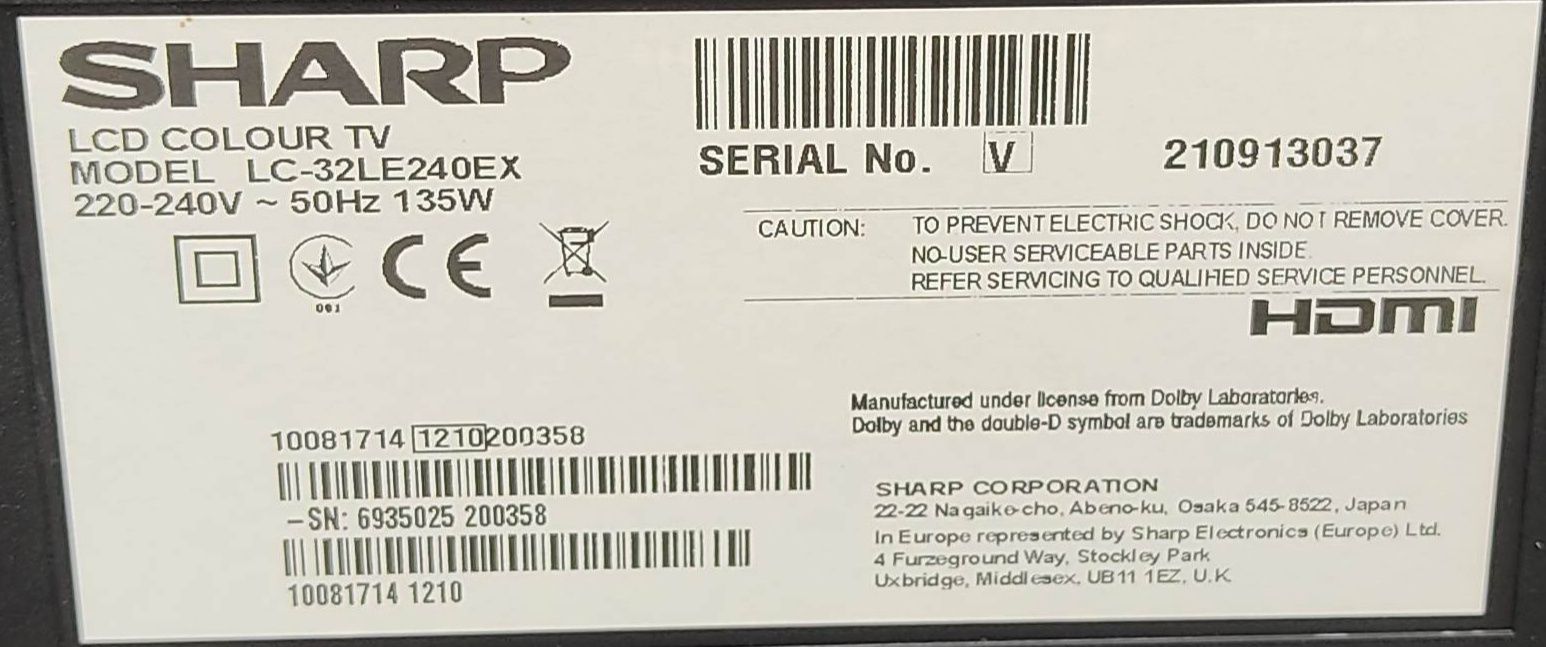 SHARP
LCD COLOUR TV
MODEL LC-32LE240EX
220-240V ~ 50Hz 135W
CE
001
SERIAL No. V 210913037
CAUTION: TO PREVENT ELECTRIC SHOCK, DO NOT REMOVE COVER.
NO-USER SERVICEABLE PARTS INSIDE.
REFER SERVICING TO QUALIFIED SERVICE PERSONNEL.
HDMI
Manufactured under license from Dolby Laboratories.
Dolby and the double-D symbol are trademarks of Dolby Laboratories
10081714 1210200358
-SN: 6935025 200358
10081714 1210
SHARP CORPORATION
22-22 Nagaike-cho, Abeno-ku, Osaka 545-8522, Japan
In Europe represented by Sharp Electronics (Europe) Ltd.
4 Furzeground Way, Stockley Park
Uxbridge, Middlesex, UB11 1EZ, U.K.